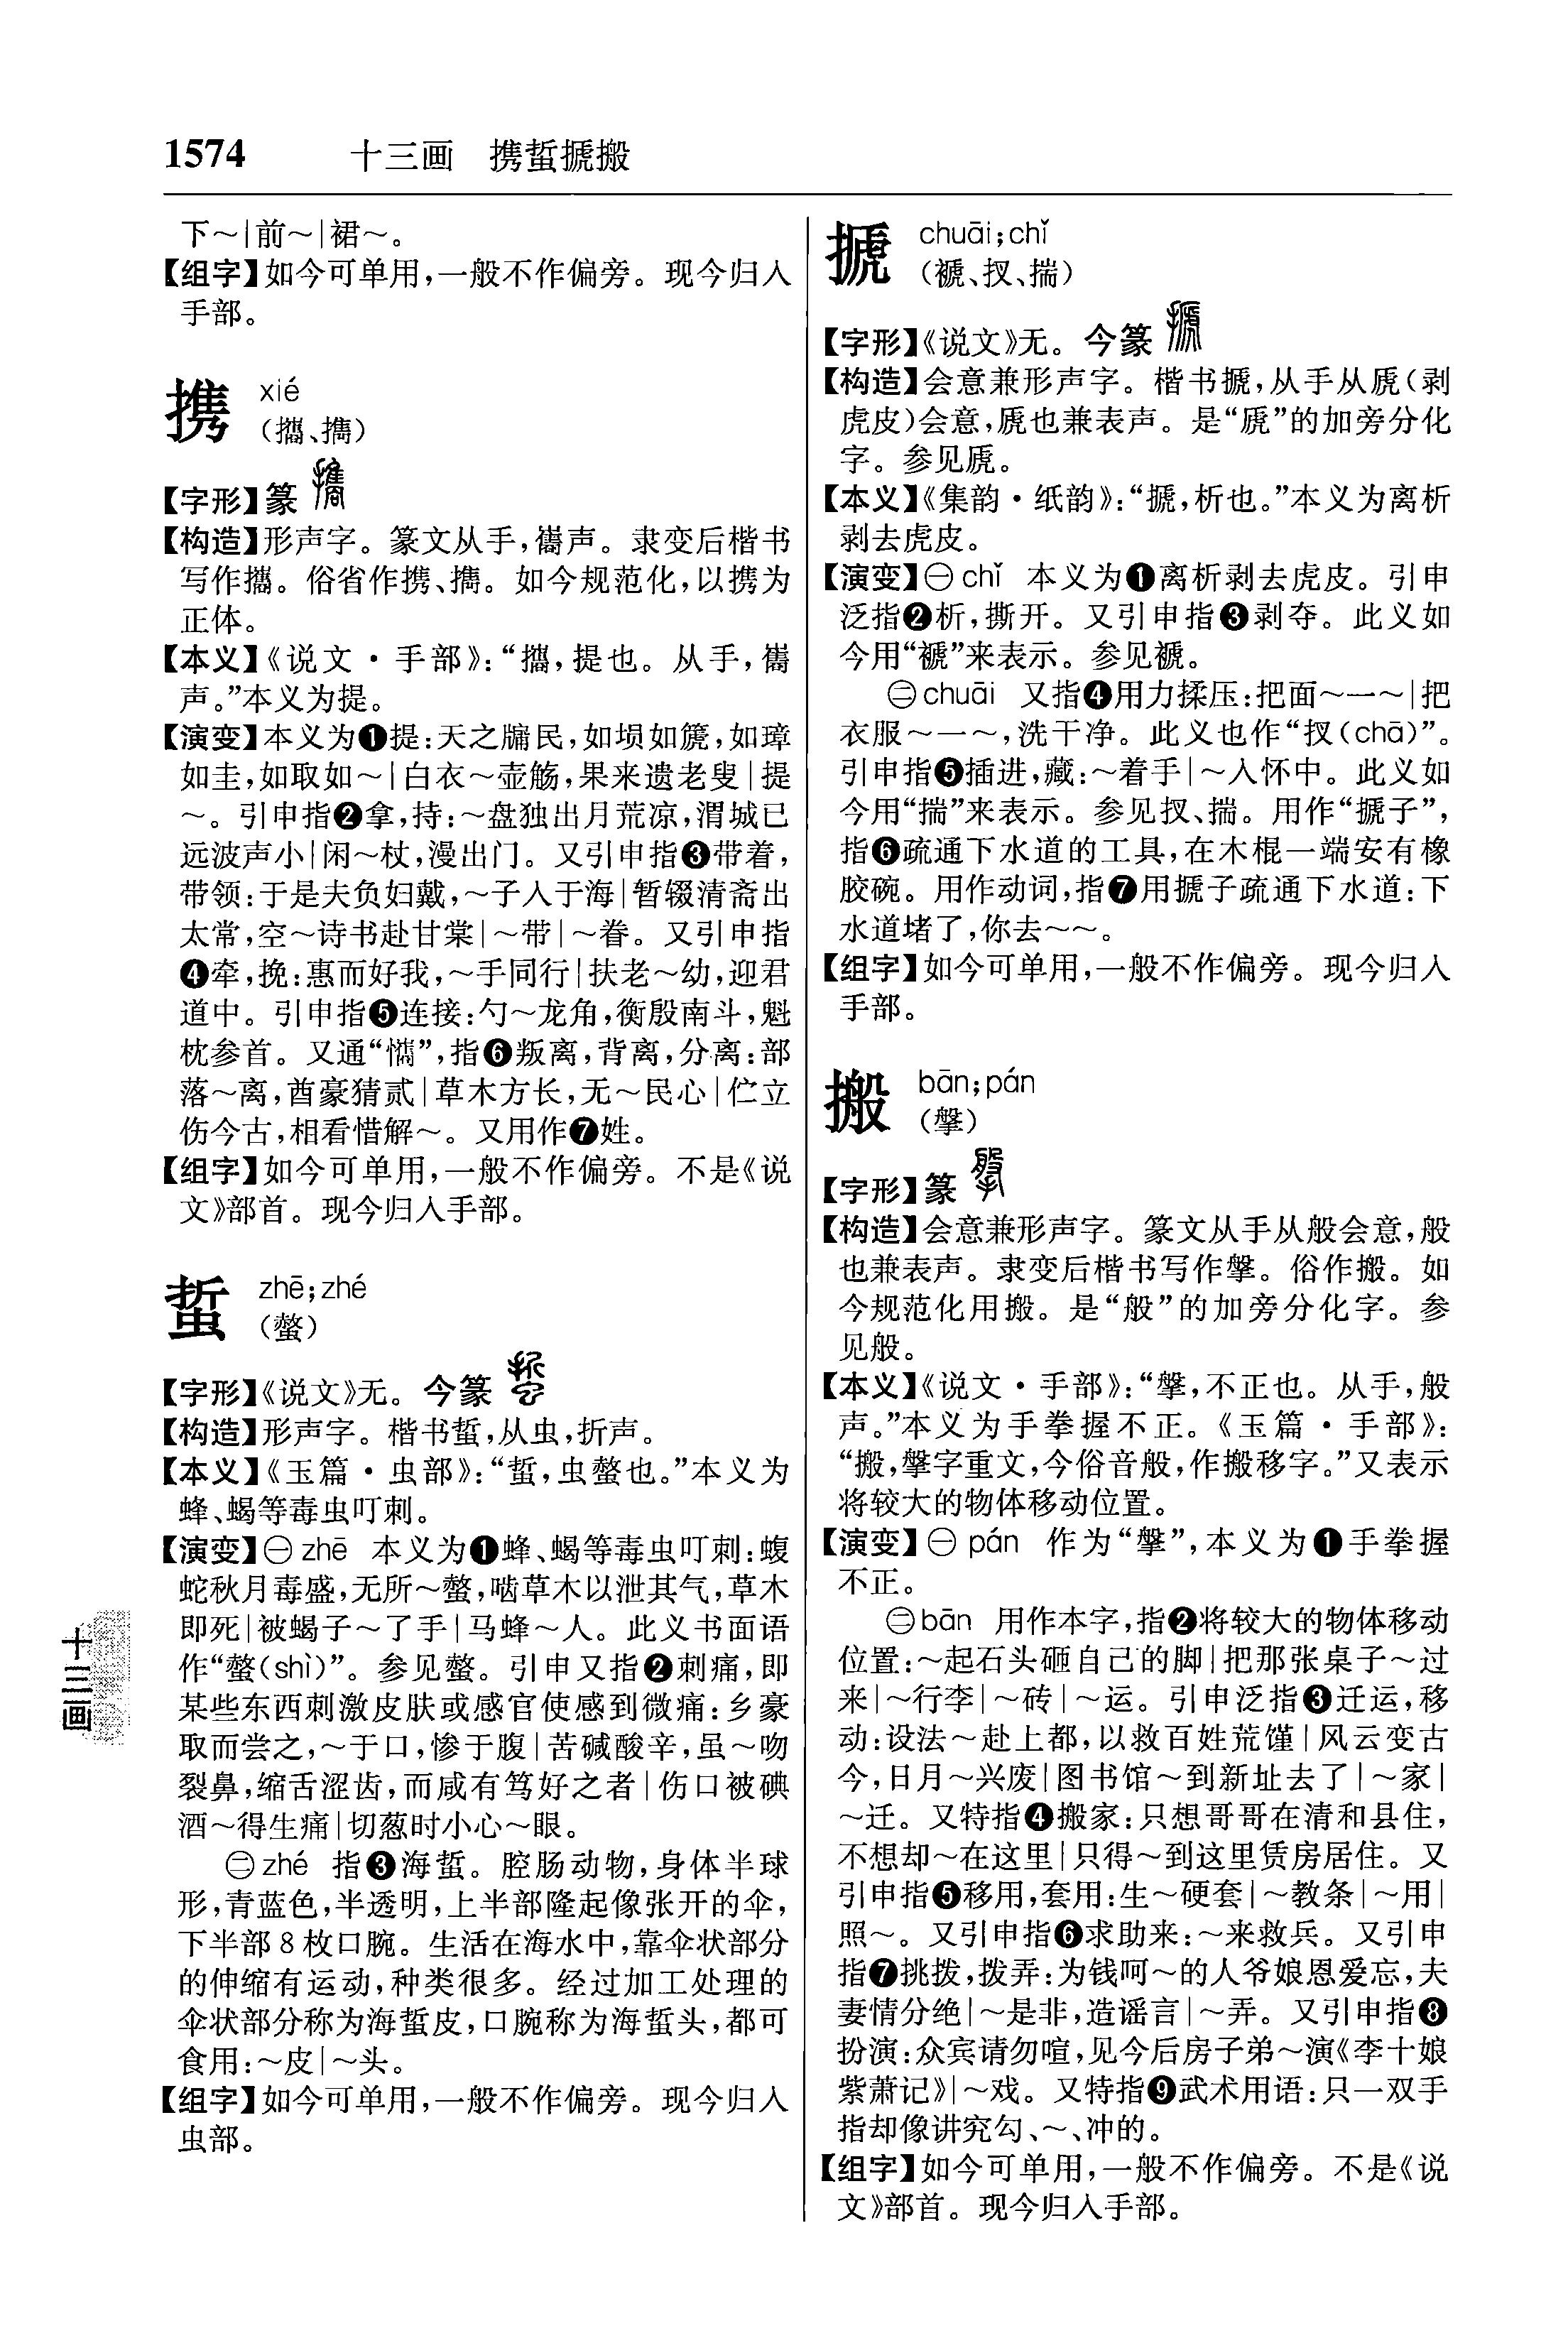 1574 十三画 携蜇搋搬
下～|前～|裙～。
【组字】如今可单用,一般不作偏旁。现今归入
手部。
携 xié
(攜、擕)
【字形】篆
【构造】形声字。篆文从手,巂声。隶变后楷书
写作攜。俗省作携、擕。如今规范化,以携为
正体。
【本义】《说文·手部》:“攜,提也。从手,巂
声。”本义为提。
【演变】本义为❶提:天之牖民,如埙如篪,如璋
如圭,如取如～|白衣～壶觞,果来遗老叟|提
～。引申指❷拿,持:～盘独出月荒凉,渭城已
远波声小|闲～杖,漫出门。又引申指❸带着,
带领:于是夫负妇戴,～子入于海|暂辍清斋出
太常,空～诗书赴甘棠|～带|～眷。又引申指
❹牵,挽:惠而好我,～手同行|扶老～幼,迎君
道中。引申指❺连接:勺～龙角,衡殷南斗,魁
枕参首。又通“懏”,指❻叛离,背离,分离:部
落～离,酋豪猜贰|草木方长,无～民心|伫立
伤今古,相看惜解～。又用作❼姓。
【组字】如今可单用,一般不作偏旁。不是《说
文》部首。现今归入手部。
蜇 zhē;zhé
(螫)
【字形】《说文》无。今篆
【构造】形声字。楷书蜇,从虫,折声。
【本义】《玉篇·虫部》:“蜇,虫螫也。”本义为
蜂、蝎等毒虫叮刺。
【演变】㊀zhē 本义为❶蜂、蝎等毒虫叮刺:蝮
蛇秋月毒盛,无所～螫,啮草木以泄其气,草木
即死|被蝎子～了手|马蜂～人。此义书面语
作“螫(shì)”。参见螫。引申又指❷刺痛,即
某些东西刺激皮肤或感官使感到微痛:乡豪
取而尝之,～于口,惨于腹|苦碱酸辛,虽～吻
裂鼻,缩舌涩齿,而咸有笃好之者|伤口被碘
酒～得生痛|切葱时小心～眼。
㊁zhé 指❸海蜇。腔肠动物,身体半球
形,青蓝色,半透明,上半部隆起像张开的伞,
下半部8枚口腕。生活在海水中,靠伞状部分
的伸缩有运动,种类很多。经过加工处理的
伞状部分称为海蜇皮,口腕称为海蜇头,都可
食用:～皮|～头。
【组字】如今可单用,一般不作偏旁。现今归入
虫部。
搋 chuāi;chǐ
(褫、扠、揣)
【字形】《说文》无。今篆
【构造】会意兼形声字。楷书搋,从手从虒(剥
虎皮)会意,虒也兼表声。是“虒”的加旁分化
字。参见虒。
【本义】《集韵·纸韵》:“搋,析也。”本义为离析
剥去虎皮。
【演变】㊀chǐ 本义为❶离析剥去虎皮。引申
泛指❷析,撕开。又引申指❸剥夺。此义如
今用“褫”来表示。参见褫。
㊁chuāi 又指❹用力揉压:把面～一～|把
衣服～一～,洗干净。此义也作“扠(chā)”。
引申指❺插进,藏:～着手|～入怀中。此义如
今用“揣”来表示。参见扠、揣。用作“搋子”,
指❻疏通下水道的工具,在木棍一端安有橡
胶碗。用作动词,指❼用搋子疏通下水道:下
水道堵了,你去～～。
【组字】如今可单用,一般不作偏旁。现今归入
手部。
搬 bān;pán
(擎)
【字形】篆
【构造】会意兼形声字。篆文从手从般会意,般
也兼表声。隶变后楷书写作㩯。俗作搬。如
今规范化用搬。是“般”的加旁分化字。参
见般。
【本义】《说文·手部》:“㩯,不正也。从手,般
声。”本义为手拳握不正。《玉篇·手部》:
“搬,㩯字重文,今俗音般,作搬移字。”又表示
将较大的物体移动位置。
【演变】㊀pán 作为“㩯”,本义为❶手拳握
不正。
㊁bān 用作本字,指❷将较大的物体移动
位置:～起石头砸自己的脚|把那张桌子～过
来|～行李|～砖|～运。引申泛指❸迁运,移
动:设法～赴上都,以救百姓荒馑|风云变古
今,日月～兴废|图书馆～到新址去了|～家|
～迁。又特指❹搬家:只想哥哥在清和县住,
不想却～在这里|只得～到这里赁房居住。又
引申指❺移用,套用:生～硬套|～教条|～用|
照～。又引申指❻求助来:～来救兵。又引申
指❼挑拨,拨弄:为钱呵～的人爷娘恩爱忘,夫
妻情分绝|～是非,造谣言|～弄。又引申指❽
扮演:众宾请勿喧,见今后房子弟～演《李十娘
紫萧记》|～戏。又特指❾武术用语:只一双手
指却像讲究勾、～、冲的。
【组字】如今可单用,一般不作偏旁。不是《说
文》部首。现今归入手部。
十三画